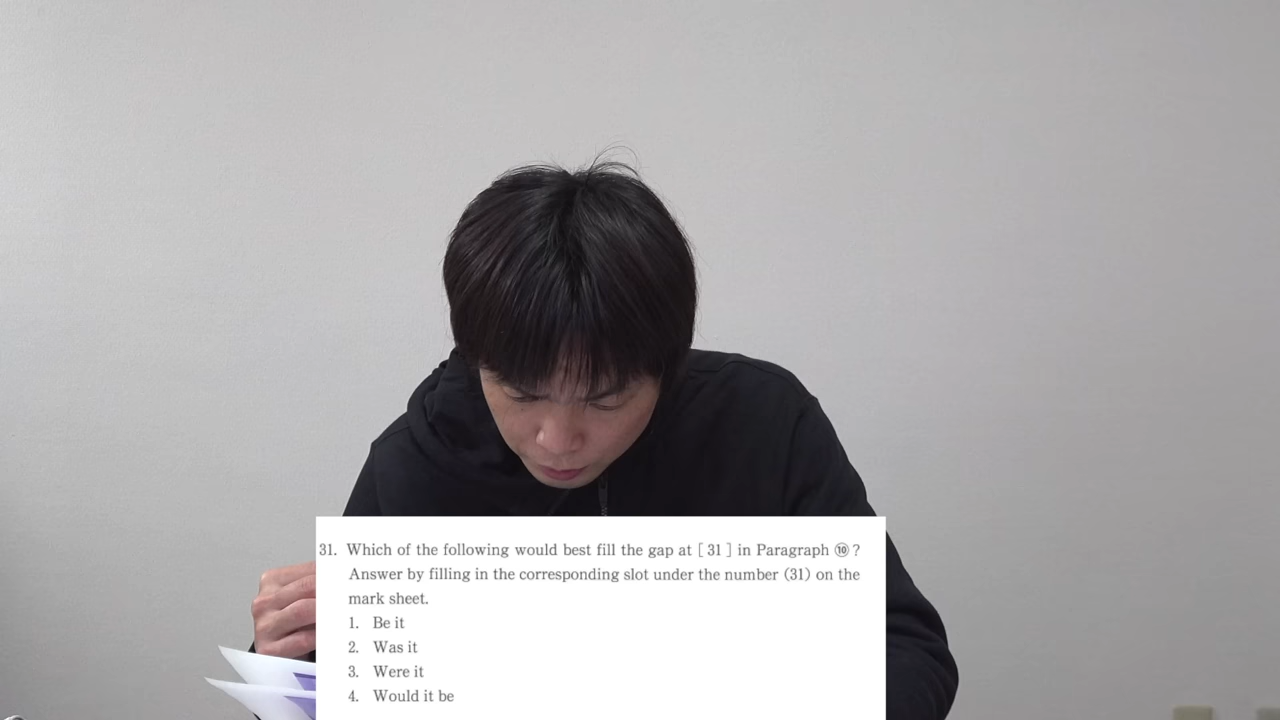 31. Which of the following would best fill the gap at [ 31 ] in Paragraph ⑩ ?
Answer by filling in the corresponding slot under the number (31) on the
mark sheet.
1. Be it
2. Was it
3. Were it
4. Would it be